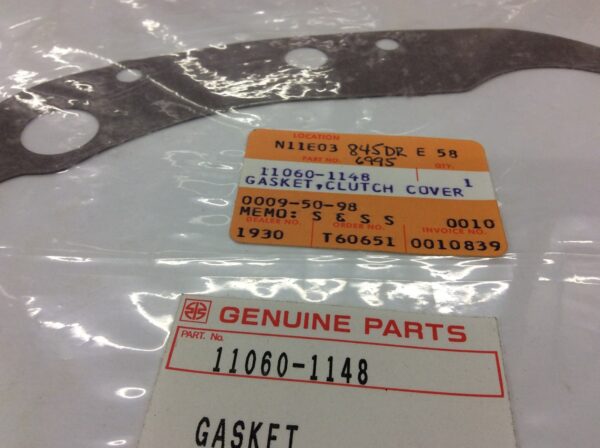 LOCATION
N11E03 845DR E 58
PART NO. 6995 QTY.
11060-1148 1
GASKET,CLUTCH COVER
0009-50-98
MEMO: S & S S 0010
DEALER NO. ORDER NO. INVOICE NO.
1930 T60651 0010839
GENUINE PARTS
PART. No.
11060-1148
GASKET